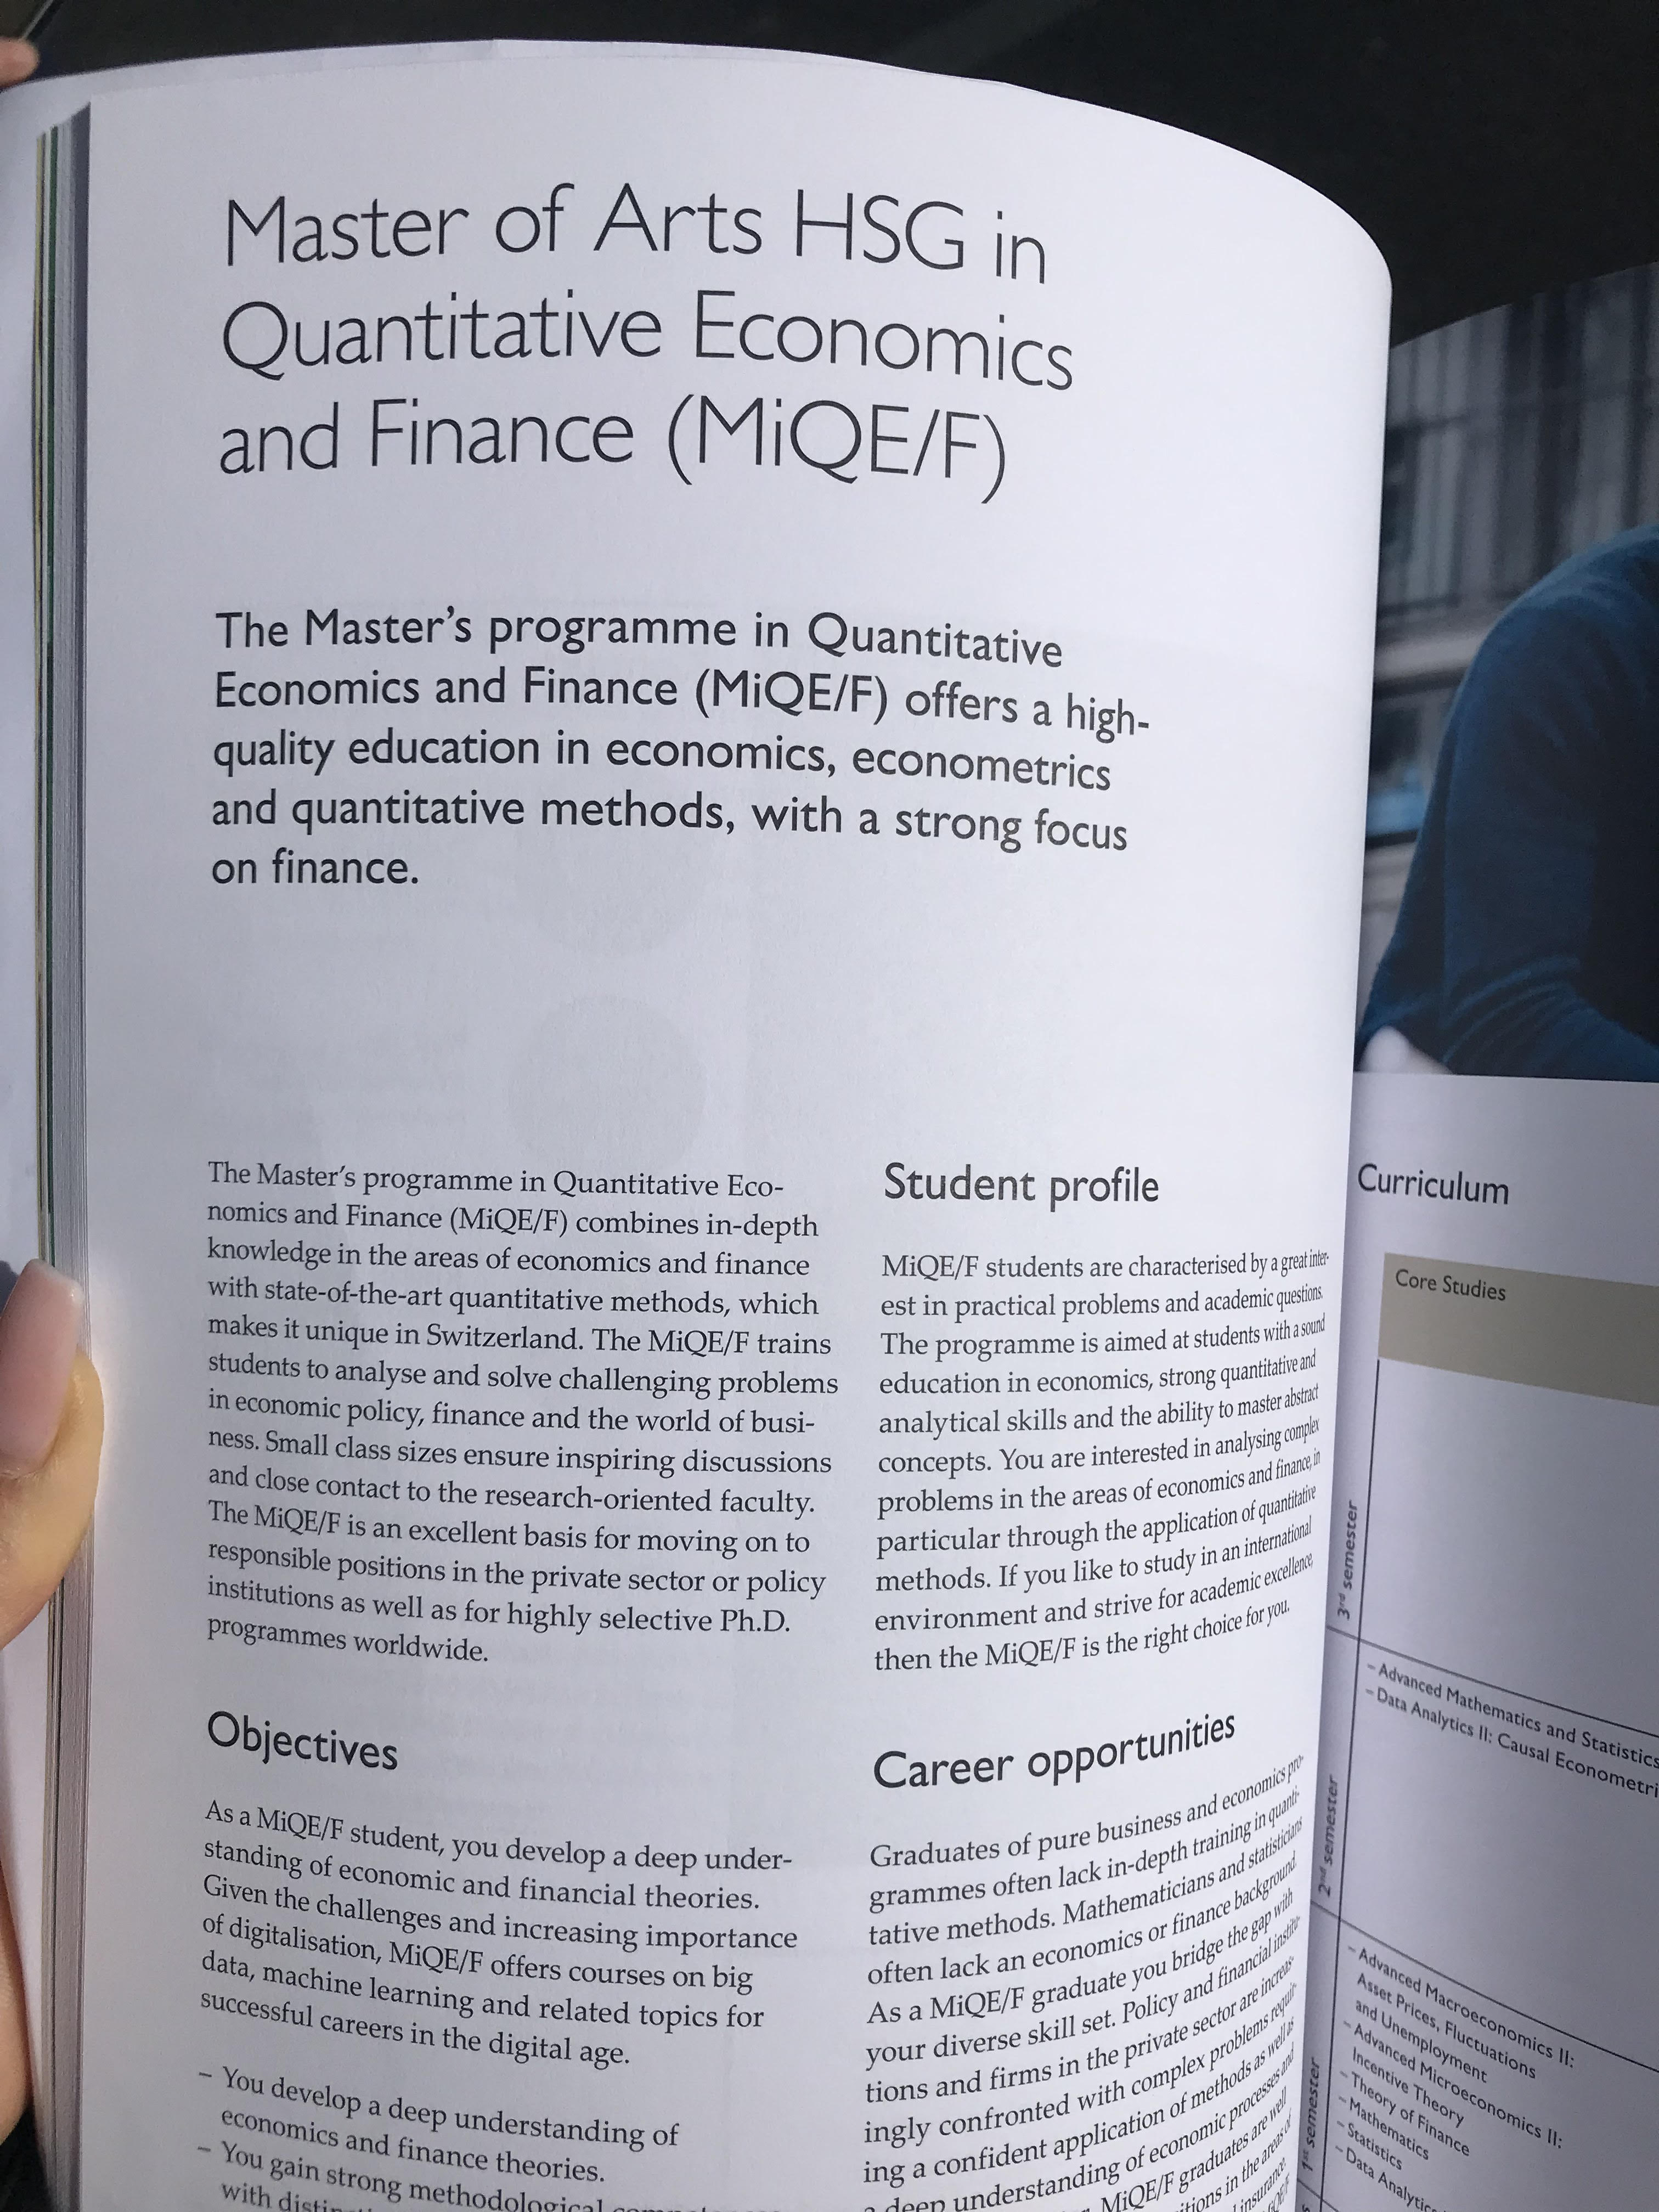 Master of Arts HSG in
Quantitative Economics
and Finance (MiQE/F)
The Master's programme in Quantitative
Economics and Finance (MiQE/F) offers a high-
quality education in economics, econometrics
and quantitative methods, with a strong focus
on finance.
The Master's programme in Quantitative Eco-
nomics and Finance (MiQE/F) combines in-depth
knowledge in the areas of economics and finance
with state-of-the-art quantitative methods, which
makes it unique in Switzerland. The MiQE/F trains
students to analyse and solve challenging problems
in economic policy, finance and the world of busi-
ness. Small class sizes ensure inspiring discussions
and close contact to the research-oriented faculty.
The MiQE/F is an excellent basis for moving on to
responsible positions in the private sector or policy
institutions as well as for highly selective Ph.D.
programmes worldwide.
Objectives
As a MiQE/F student, you develop a deep under-
standing of economic and financial theories.
Given the challenges and increasing importance
of digitalisation, MiQE/F offers courses on big
data, machine learning and related topics for
successful careers in the digital age.
– You develop a deep understanding of
economics and finance theories.
– You gain strong methodological
with
Student profile
MiQE/F students are characterised by a great inter-
est in practical problems and academic questions.
The programme is aimed at students with a sound
education in economics, strong quantitative and
analytical skills and the ability to master abstract
concepts. You are interested in analysing complex
problems in the areas of economics and finance, in
particular through the application of quantitative
methods. If you like to study in an international
environment and strive for academic excellence,
then the MiQE/F is the right choice for you.
Career opportunities
Graduates of pure business and economics pro-
grammes often lack in-depth training in quanti-
tative methods. Mathematicians and statisticians
often lack an economics or finance background.
As a MiQE/F graduate you bridge the gap with
your diverse skill set. Policy and financial institu-
tions and firms in the private sector are increas-
ingly confronted with complex problems requir-
ing a confident application of methods as well as
a deep understanding of economic processes and
MiQE/F graduates are well
in the areas of
insurance,
Curriculum
Core Studies
3rd semester
– Advanced Mathematics and Statistics
– Data Analytics II: Causal Econometri
2nd semester
– Advanced Macroeconomics II:
Asset Prices, Fluctuations
and Unemployment
– Advanced Microeconomics II:
Incentive Theory
– Theory of Finance
– Mathematics
– Statistics
– Data Analytic
1st semester